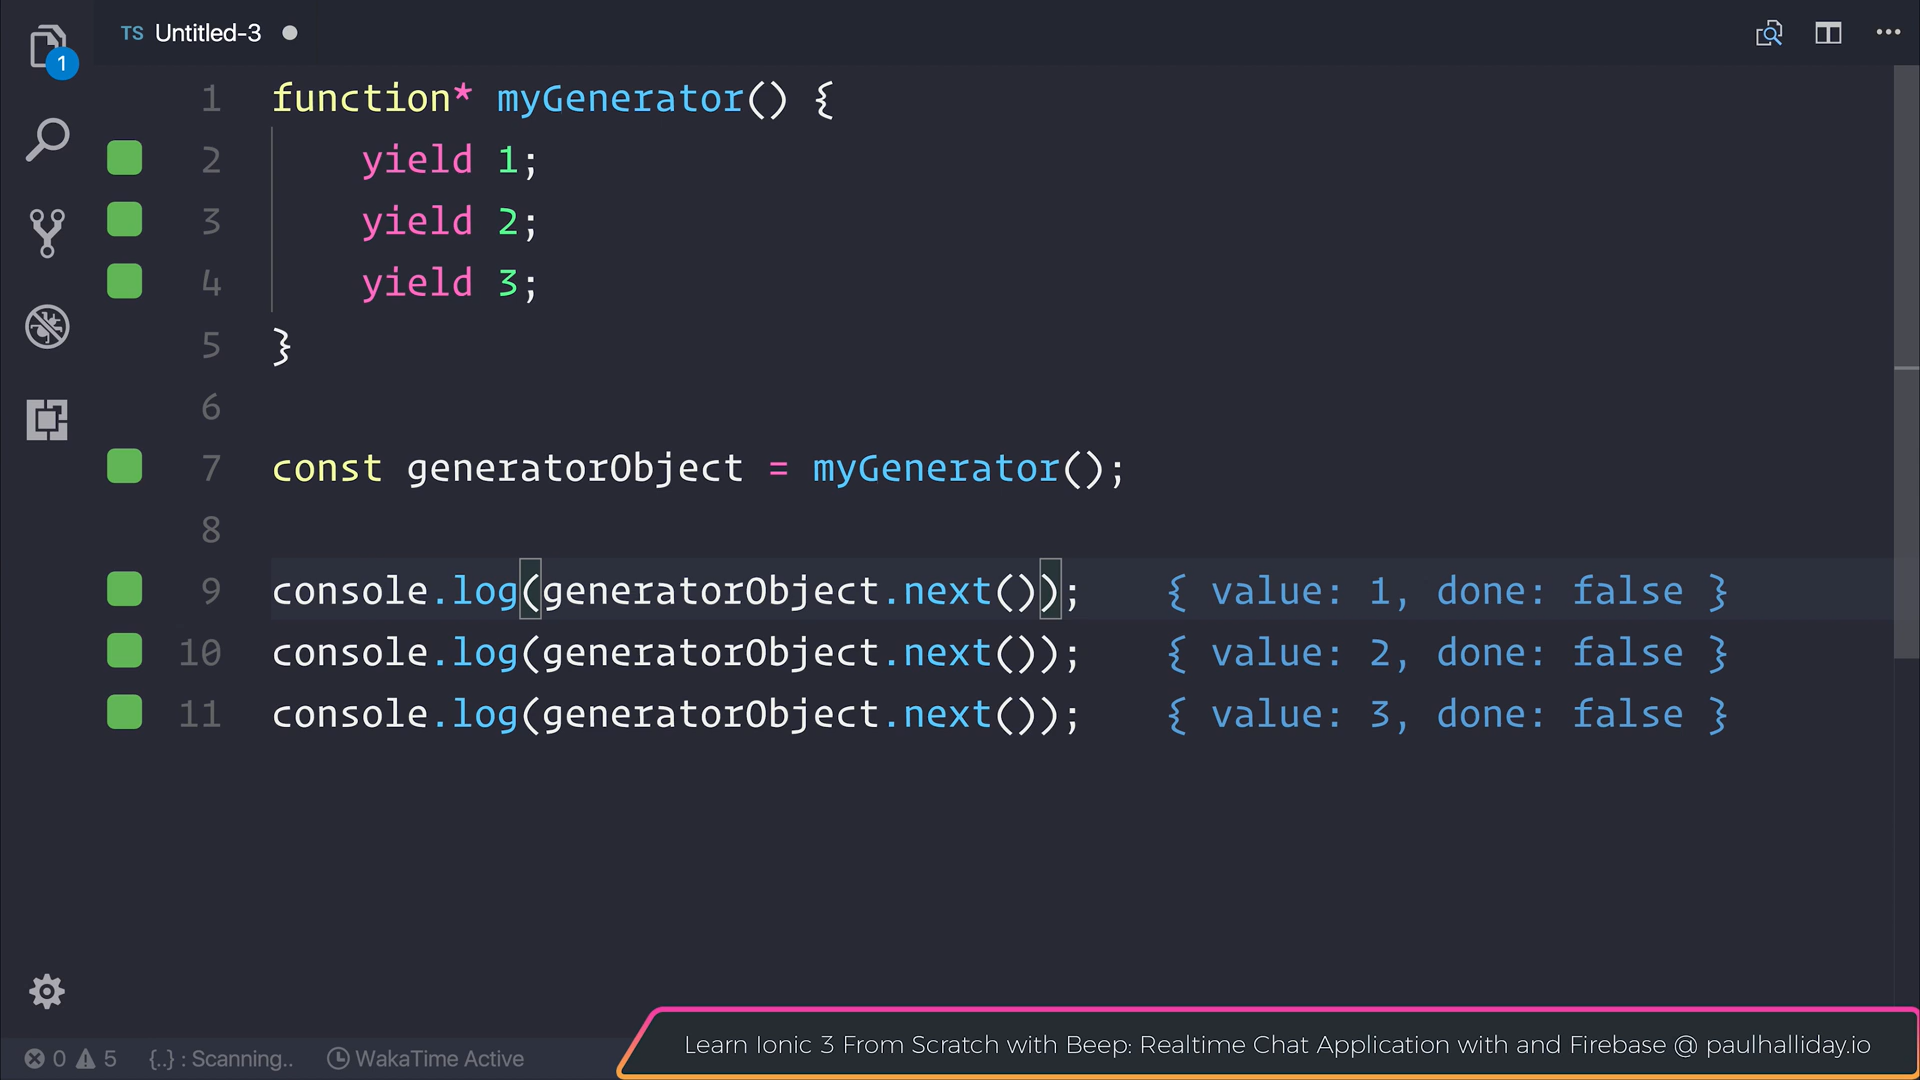 TS Untitled-3
1
1 function* myGenerator() {
2 yield 1;
3 yield 2;
4 yield 3;
5 }
6
7 const generatorObject = myGenerator();
8
9 console.log(generatorObject.next()); { value: 1, done: false }
10 console.log(generatorObject.next()); { value: 2, done: false }
11 console.log(generatorObject.next()); { value: 3, done: false }
Learn Ionic 3 From Scratch with Beep: Realtime Chat Application with and Firebase @ paulhalliday.io
0 5 {..} : Scanning.. WakaTime Active